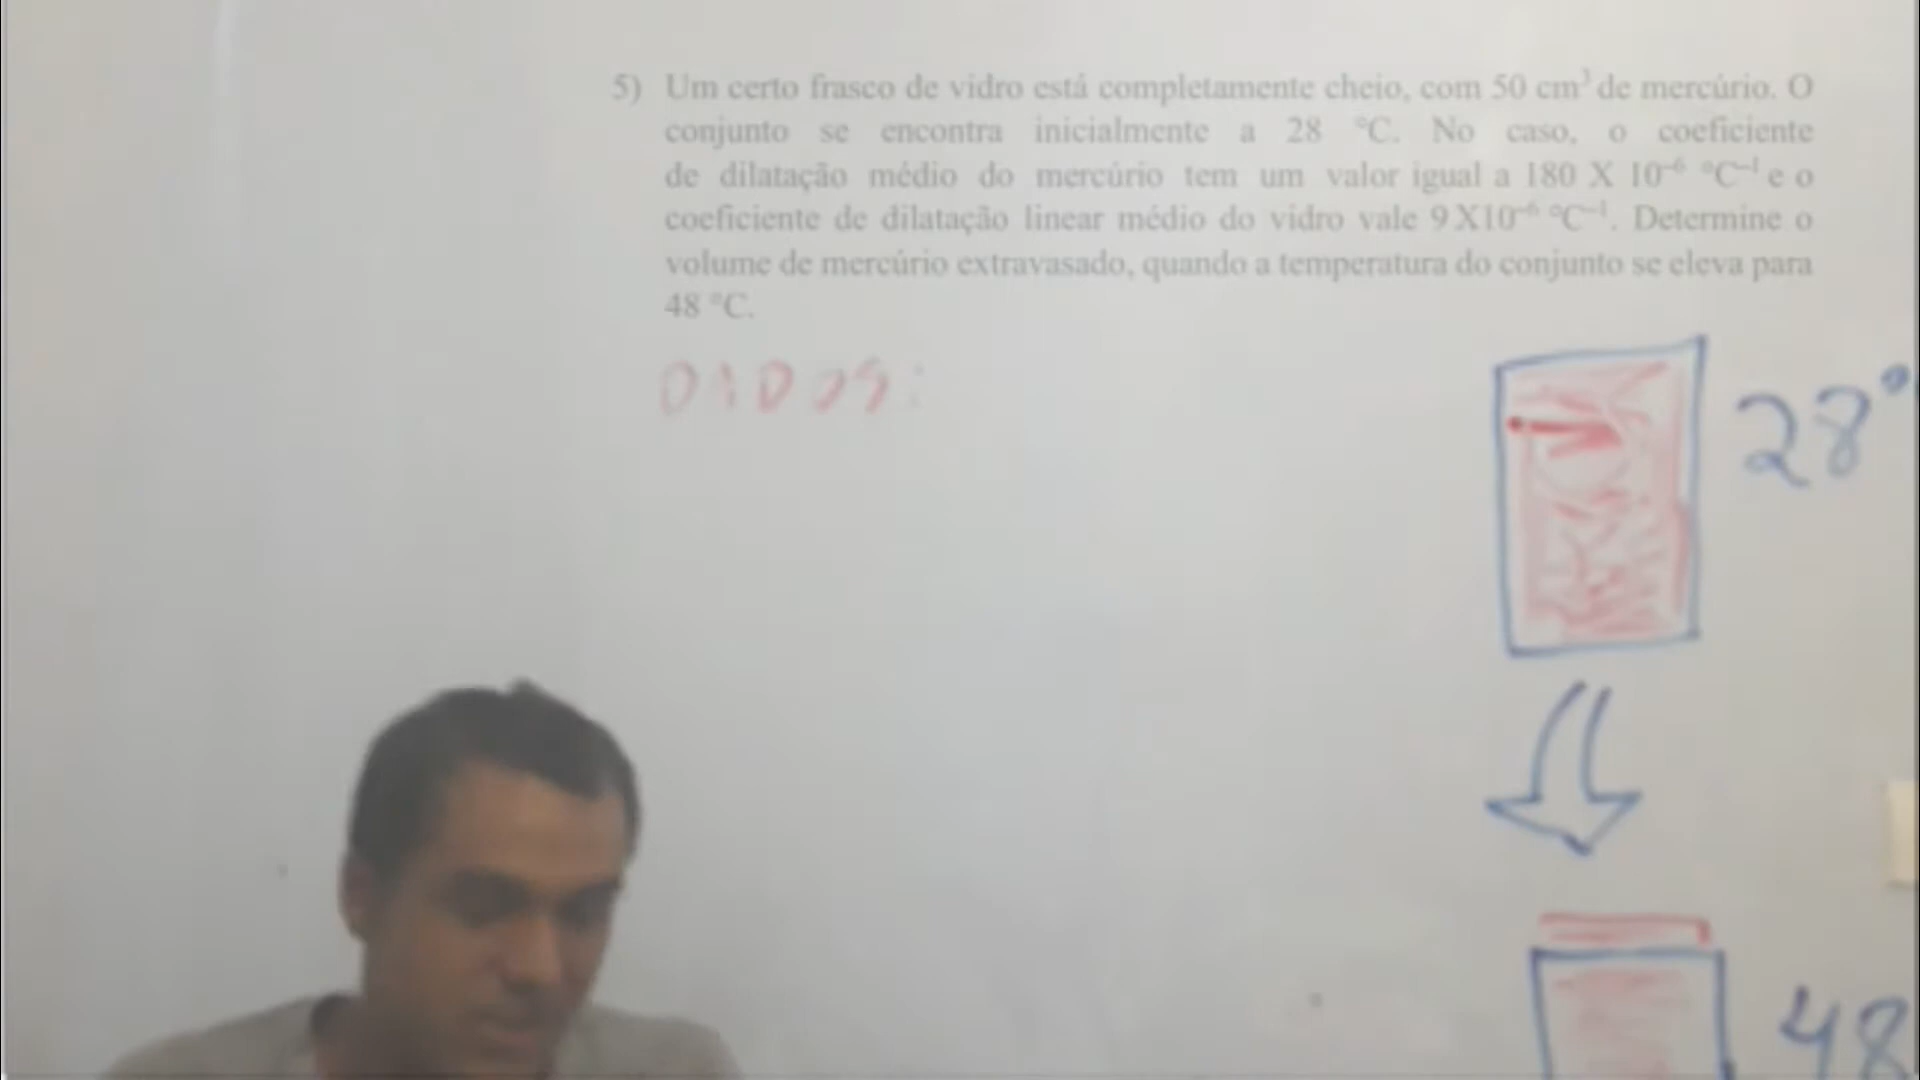 5) Um certo frasco de vidro está completamente cheio, com 50 cm³ de mercúrio. O
conjunto se encontra inicialmente a 28 °C. No caso, o coeficiente
de dilatação médio do mercúrio tem um valor igual a 180 X 10⁻⁶ °C⁻¹ e o
coeficiente de dilatação linear médio do vidro vale 9 X10⁻⁶ °C⁻¹. Determine o
volume de mercúrio extravasado, quando a temperatura do conjunto se eleva para
48 °C.
DADOS:
28°
48